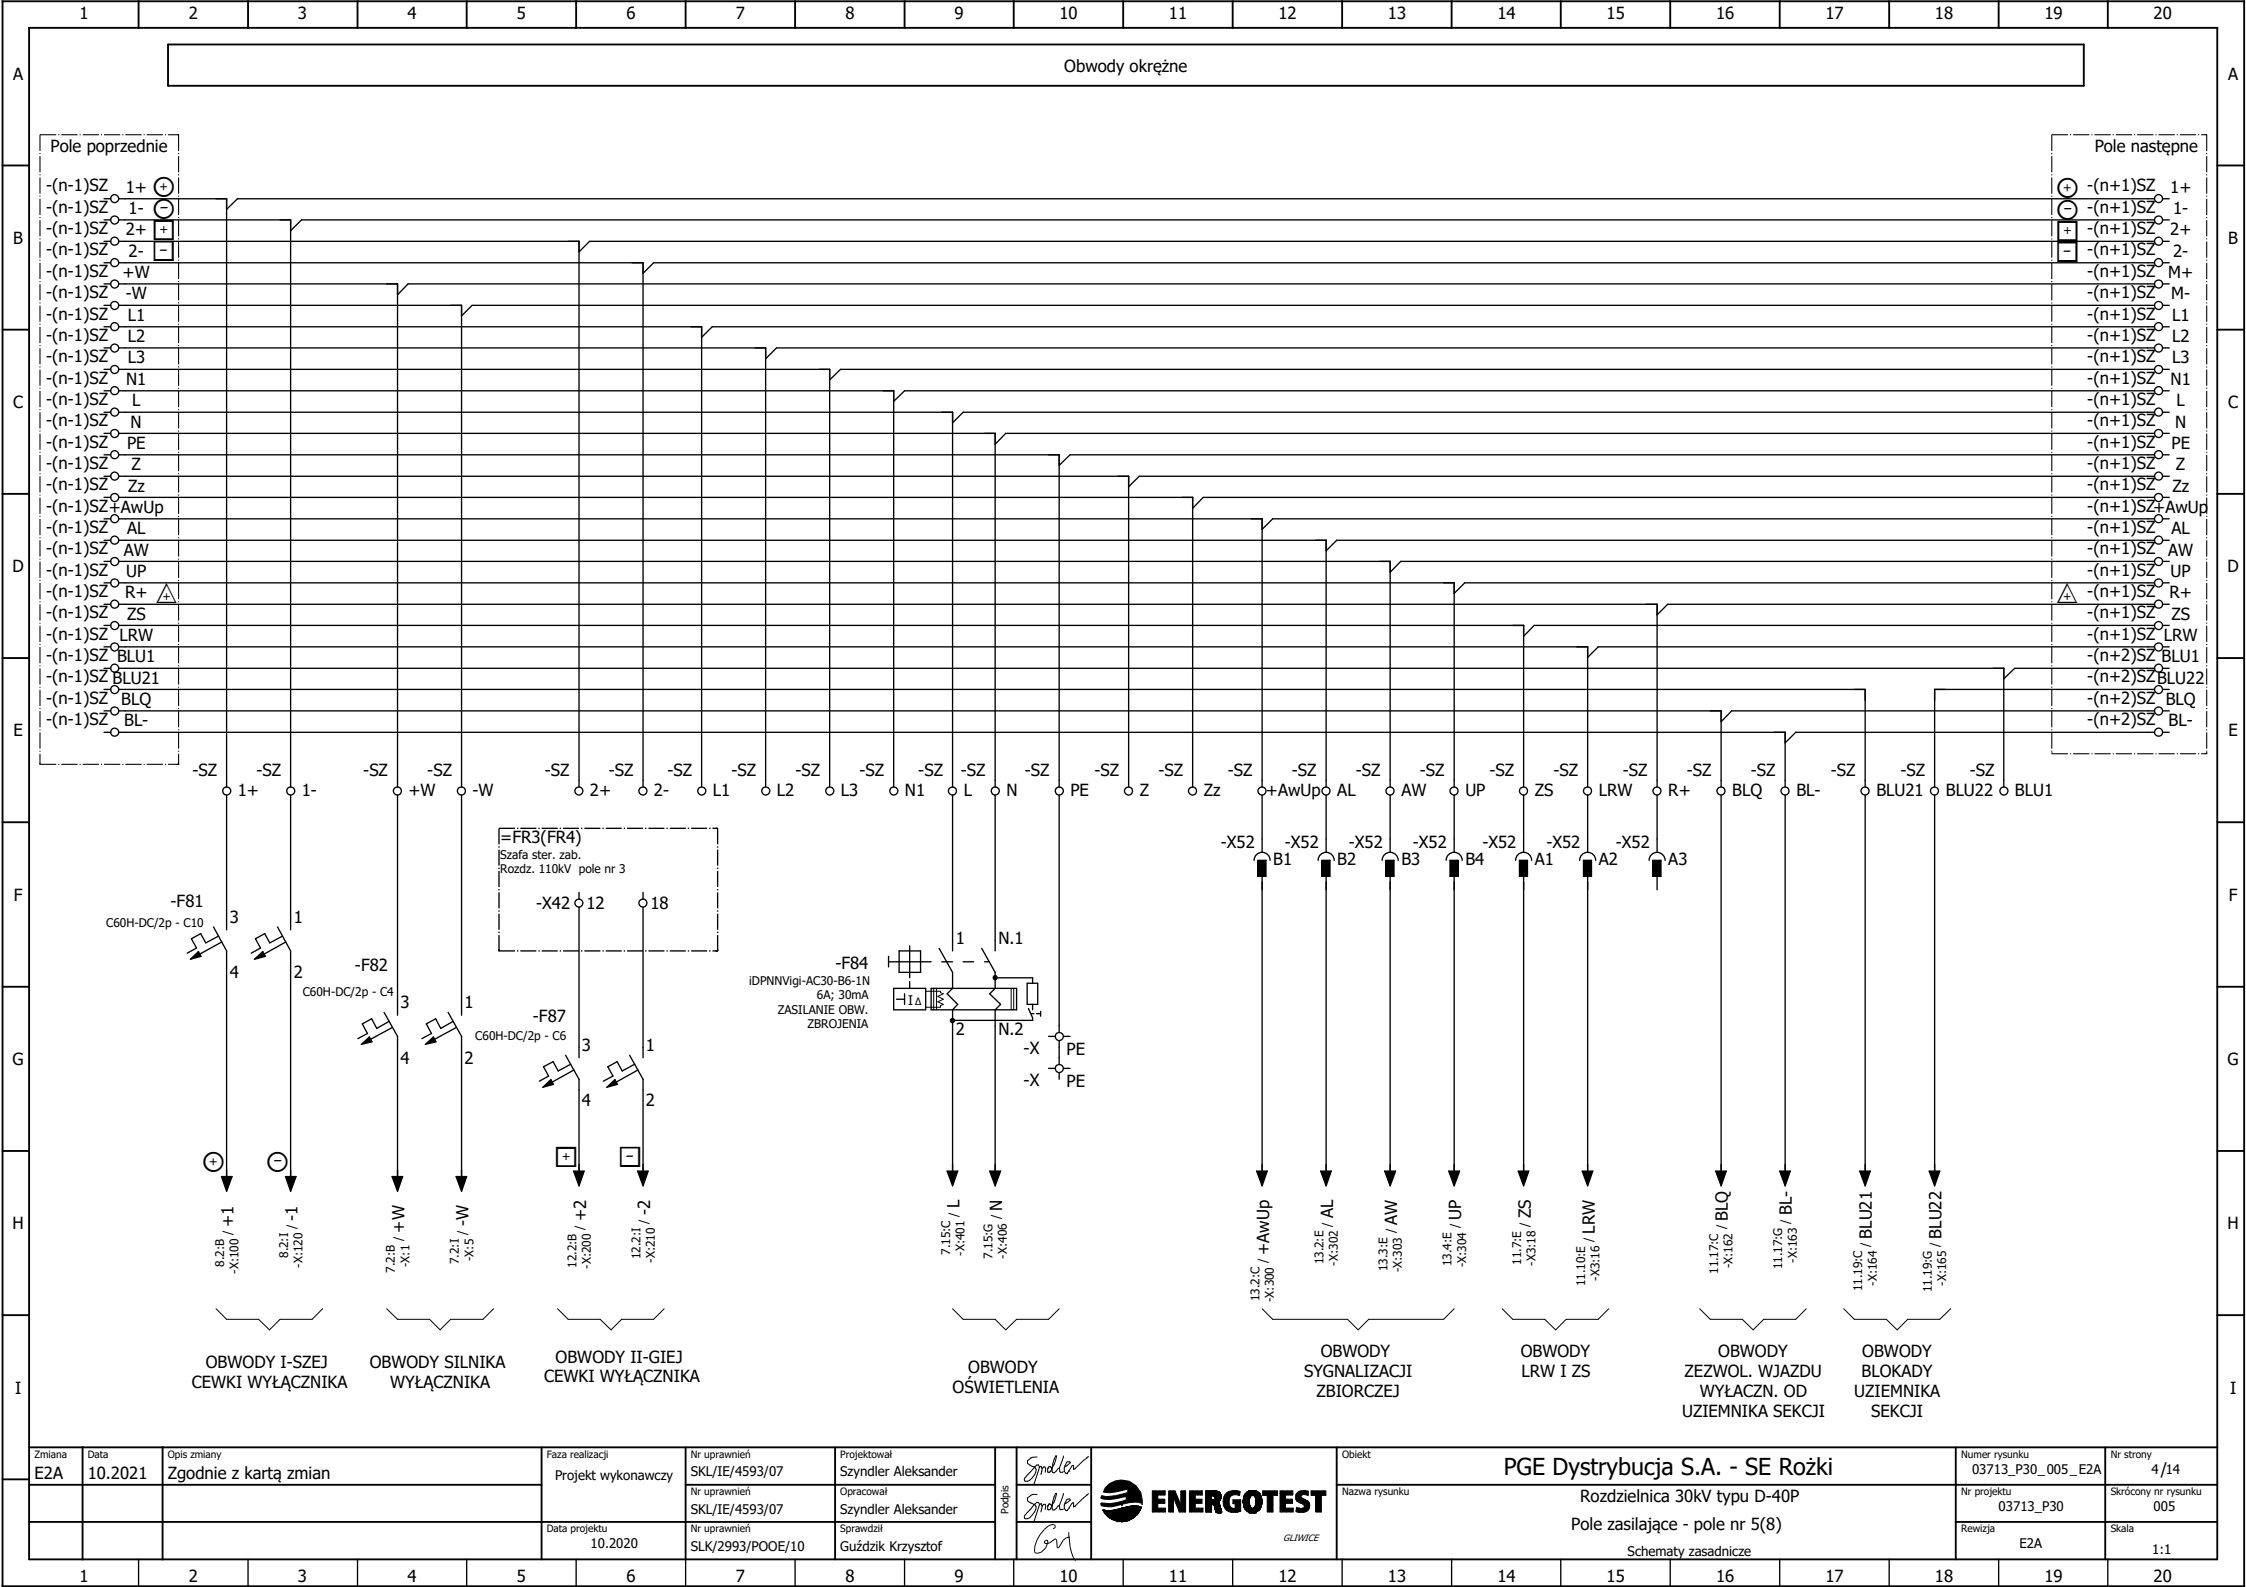 1 2 3 4 5 6 7 8 9 10 11 12 13 14 15 16 17 18 19 20
A A
Obwody okrężne
Pole poprzednie
-(n-1)SZ 1+ +
-(n-1)SZ 1- −
-(n-1)SZ 2+ +
-(n-1)SZ 2- −
-(n-1)SZ +W
-(n-1)SZ -W
-(n-1)SZ L1
-(n-1)SZ L2
-(n-1)SZ L3
-(n-1)SZ N1
-(n-1)SZ L
-(n-1)SZ N
-(n-1)SZ PE
-(n-1)SZ Z
-(n-1)SZ Zz
-(n-1)SZ +AwUp
-(n-1)SZ AL
-(n-1)SZ AW
-(n-1)SZ UP
-(n-1)SZ R+ +
-(n-1)SZ ZS
-(n-1)SZ LRW
-(n-1)SZ BLU1
-(n-1)SZ BLU21
-(n-1)SZ BLQ
-(n-1)SZ BL-
Pole następne
+ -(n+1)SZ 1+
− -(n+1)SZ 1-
+ -(n+1)SZ 2+
− -(n+1)SZ 2-
-(n+1)SZ M+
-(n+1)SZ M-
-(n+1)SZ L1
-(n+1)SZ L2
-(n+1)SZ L3
-(n+1)SZ N1
-(n+1)SZ L
-(n+1)SZ N
-(n+1)SZ PE
-(n+1)SZ Z
-(n+1)SZ Zz
-(n+1)SZ +AwUp
-(n+1)SZ AL
-(n+1)SZ AW
-(n+1)SZ UP
+ -(n+1)SZ R+
-(n+1)SZ ZS
-(n+1)SZ LRW
-(n+2)SZ BLU1
-(n+2)SZ BLU22
-(n+2)SZ BLQ
-(n+2)SZ BL-
B B
C C
D D
E E
-SZ -SZ -SZ -SZ -SZ -SZ -SZ -SZ -SZ -SZ -SZ -SZ -SZ -SZ -SZ -SZ -SZ -SZ -SZ -SZ -SZ -SZ -SZ -SZ -SZ -SZ -SZ
1+ 1- +W -W 2+ 2- L1 L2 L3 N1 L N PE Z Zz +AwUp AL AW UP ZS LRW R+ BLQ BL- BLU21 BLU22 BLU1
=FR3(FR4)
Szafa ster. zab.
Rozdz. 110kV pole nr 3
-X42 12 18
-X52 B1 -X52 B2 -X52 B3 -X52 B4 -X52 A1 -X52 A2 -X52 A3
F F
-F81
C60H-DC/2p - C10
3 1
4 2
-F82
C60H-DC/2p - C4
3 1
4 2
-F87
C60H-DC/2p - C6
3 1
4 2
-F84
iDPNNVigi-AC30-B6-1N
6A; 30mA
ZASILANIE OBW.
ZBROJENIA
1 N.1
I∆
2 N.2
-X PE
-X PE
G G
+ − + −
H H
8.2:B / +1
-X:100
8.2:I / -1
-X:120
7.2:B / +W
-X:1
7.2:I / -W
-X:5
12.2:B / +2
-X:200
12.2:I / -2
-X:210
7.15:C / L
-X:401
7.15:G / N
-X:406
13.2:C / +AwUp
-X:300
13.2:E / AL
-X:302
13.3:E / AW
-X:303
13.4:E / UP
-X:304
11.7:E / ZS
-X3:18
11.10:E / LRW
-X3:16
11.17:C / BLQ
-X:162
11.17:G / BL-
-X:163
11.19:C / BLU21
-X:164
11.19:G / BLU22
-X:165
OBWODY I-SZEJ
CEWKI WYŁĄCZNIKA
OBWODY SILNIKA
WYŁĄCZNIKA
OBWODY II-GIEJ
CEWKI WYŁĄCZNIKA
OBWODY
OŚWIETLENIA
OBWODY
SYGNALIZACJI
ZBIORCZEJ
OBWODY
LRW I ZS
OBWODY
ZEZWOL. WJAZDU
WYŁACZN. OD
UZIEMNIKA SEKCJI
OBWODY
BLOKADY
UZIEMNIKA
SEKCJI
I I
Zmiana Data Opis zmiany
E2A 10.2021 Zgodnie z kartą zmian
Faza realizacji
Projekt wykonawczy
Data projektu
10.2020
Nr uprawnień Projektował
SKL/IE/4593/07 Szyndler Aleksander
Nr uprawnień Opracował
SKL/IE/4593/07 Szyndler Aleksander
Nr uprawnień Sprawdził
SLK/2993/POOE/10 Guździk Krzysztof
Podpis
ENERGOTEST
GLIWICE
Obiekt
PGE Dystrybucja S.A. - SE Rożki
Nazwa rysunku
Rozdzielnica 30kV typu D-40P
Pole zasilające - pole nr 5(8)
Schematy zasadnicze
Numer rysunku
03713_P30_005_E2A
Nr strony
4/14
Nr projektu
03713_P30
Skrócony nr rysunku
005
Rewizja
E2A
Skala
1:1
1 2 3 4 5 6 7 8 9 10 11 12 13 14 15 16 17 18 19 20